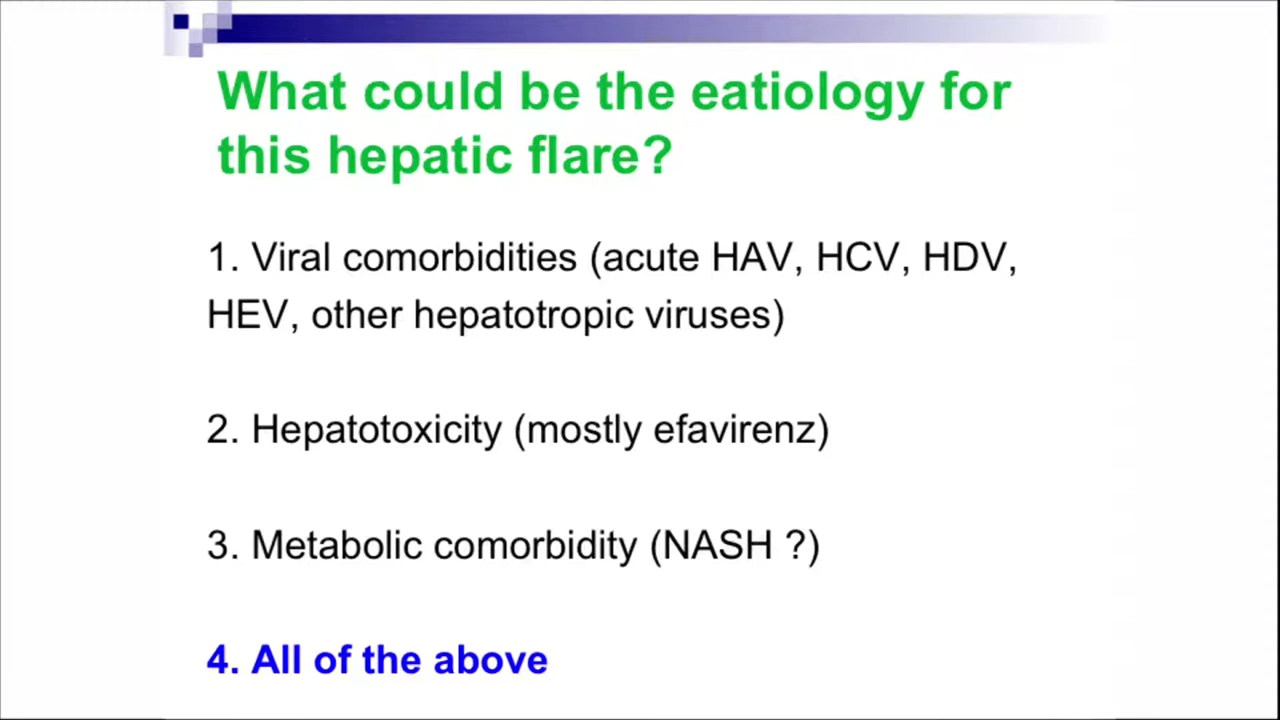 What could be the eatiology for
this hepatic flare?
1. Viral comorbidities (acute HAV, HCV, HDV,
HEV, other hepatotropic viruses)
2. Hepatotoxicity (mostly efavirenz)
3. Metabolic comorbidity (NASH ?)
4. All of the above